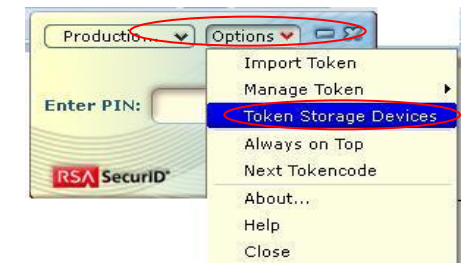 Production... Options
Import Token
Manage Token
Enter PIN:
Token Storage Devices
Always on Top
Next Tokencode
RSA SecurID
About...
Help
Close